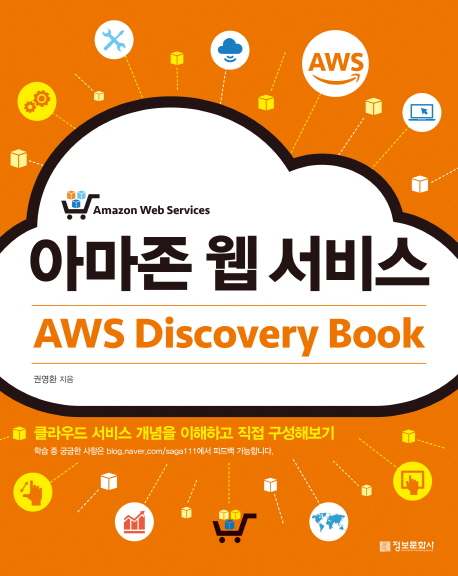 AWS
Amazon Web Services
아마존 웹 서비스
AWS Discovery Book
권영환 지음
클라우드 서비스 개념을 이해하고 직접 구성해보기
학습 중 궁금한 사항은 blog.naver.com/saga111에서 피드백 가능합니다.
정보문화사